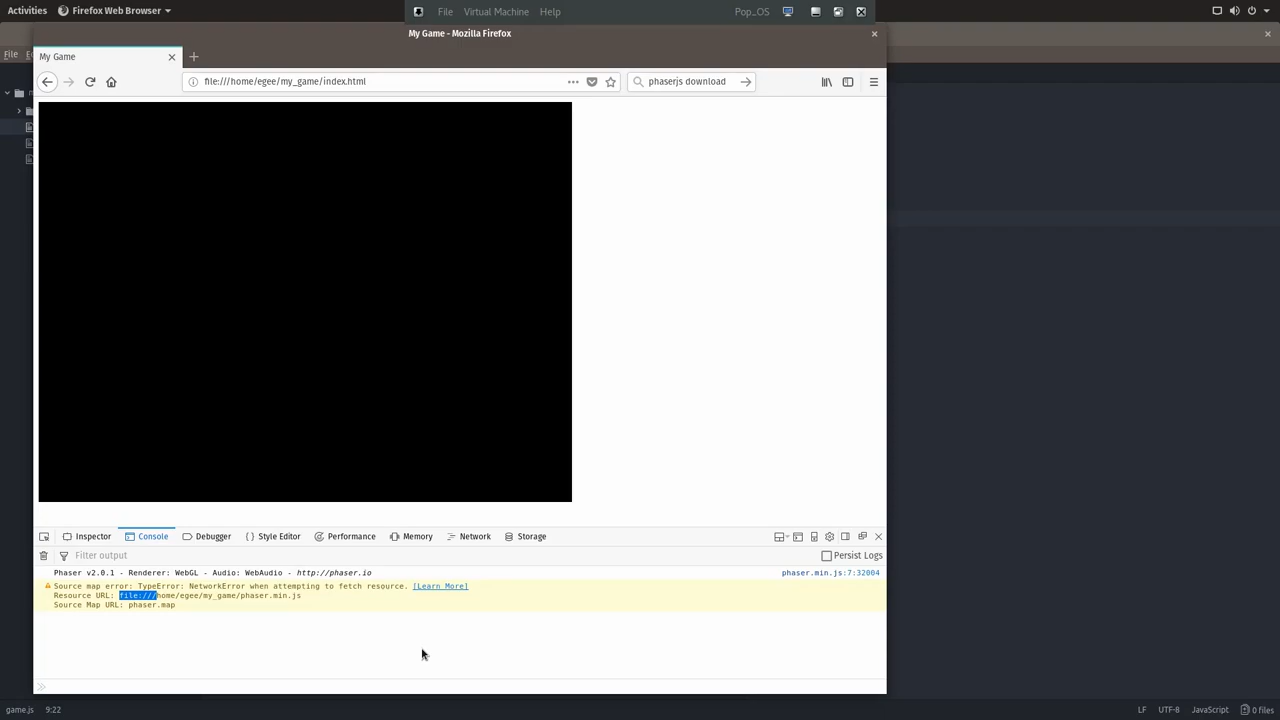 Activities Firefox Web Browser File Virtual Machine Help Pop_OS
My Game - Mozilla Firefox
File
My Game
file:///home/egee/my_game/index.html phaserjs download
Inspector Console Debugger Style Editor Performance Memory Network Storage
Filter output Persist Logs
Phaser v2.0.1 - Renderer: WebGL - Audio: WebAudio - http://phaser.io phaser.min.js:7:32004
Source map error: TypeError: NetworkError when attempting to fetch resource. [Learn More]
Resource URL: file:///home/egee/my_game/phaser.min.js
Source Map URL: phaser.map
game.js 9:22 LF UTF-8 JavaScript 0 files